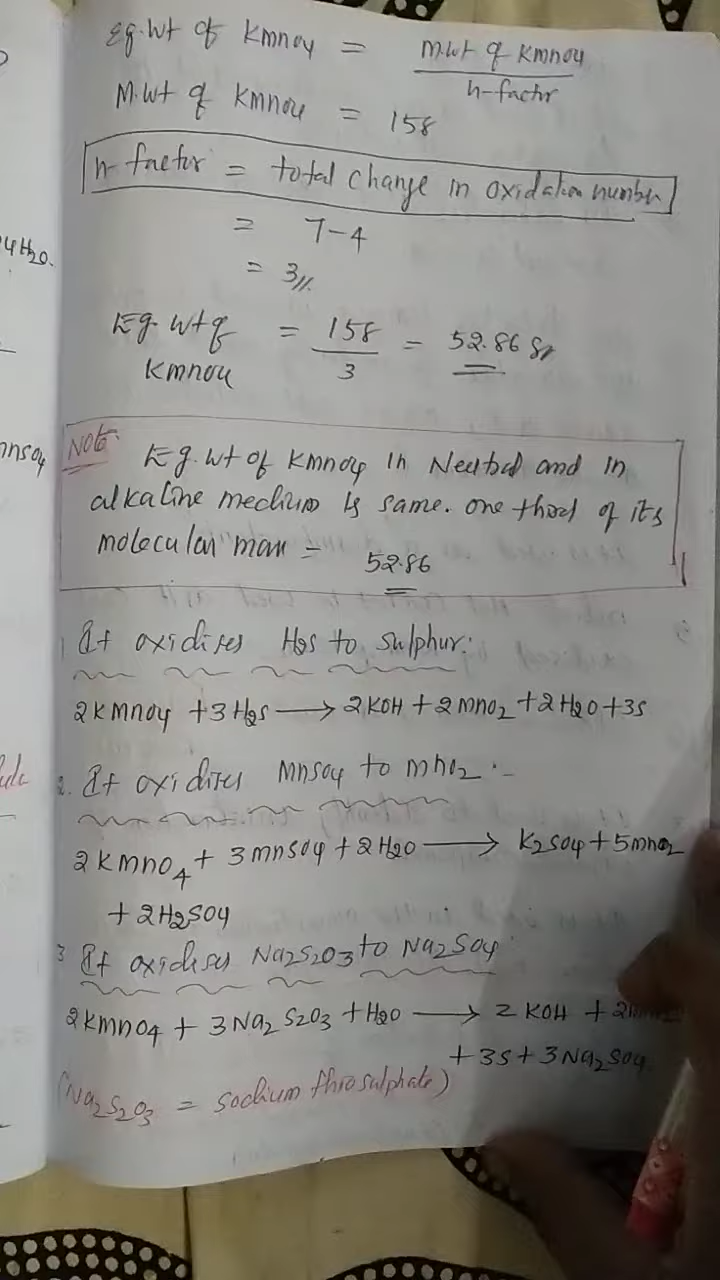 Eq. Wt of KMnO4 = M.Wt of KMnO4 / n-factor
M.Wt of KMnO4 = 158
n factor = total change in oxidation number
= 7-4
= 3//
4H2O.
Eq. Wt of KMnO4 = 158 / 3 = 52.86 gr
MnSO4
Note: Eq. wt of KMnO4 in Neutral and in
alkaline medium is same. one third of its
molecular mass = 52.86
1 It oxidises H2S to sulphur:
2KMnO4 + 3H2S → 2KOH + 2MnO2 + 2H2O + 3S
2. It oxidises MnSO4 to MnO2 :-
2KMnO4 + 3MnSO4 + 2H2O → K2SO4 + 5MnO2
+ 2H2SO4
3 It oxidises Na2S2O3 to Na2SO4
2KMnO4 + 3Na2S2O3 + H2O → 2KOH + 2
+ 3S + 3Na2SO4
(Na2S2O3 = sodium thiosulphate)